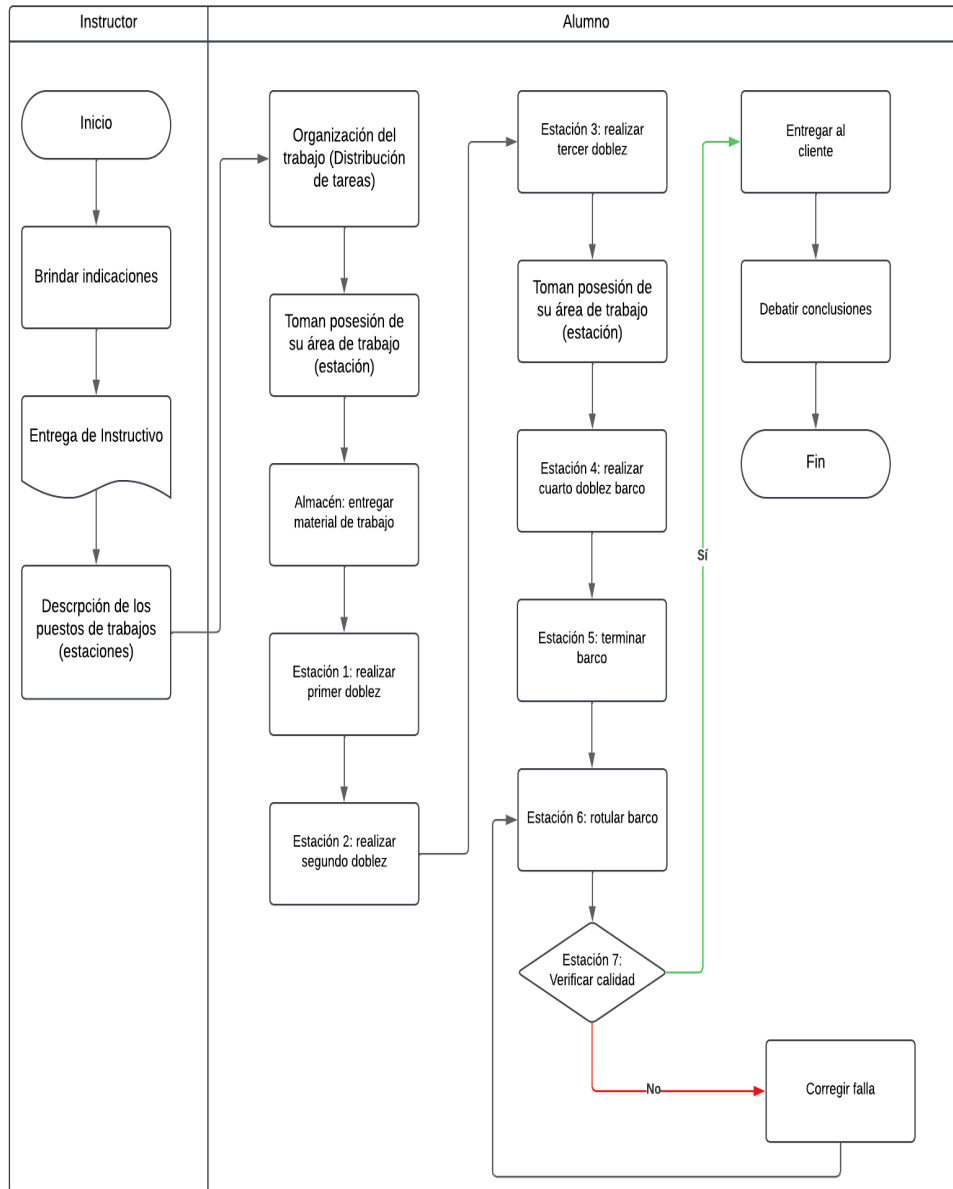 Instructor
Alumno
Inicio
Brindar indicaciones
Entrega de Instructivo
Descrpción de los
puestos de trabajos
(estaciones)
Organización del
trabajo (Distribución
de tareas)
Toman posesión de
su área de trabajo
(estación)
Almacén: entregar
material de trabajo
Estación 1: realizar
primer doblez
Estación 2: realizar
segundo doblez
Estación 3: realizar
tercer doblez
Toman posesión de
su área de trabajo
(estación)
Estación 4: realizar
cuarto doblez barco
Estación 5: terminar
barco
Estación 6: rotular barco
Estación 7:
Verificar calidad
Sí
No
Corregir falla
Entregar al
cliente
Debatir conclusiones
Fin